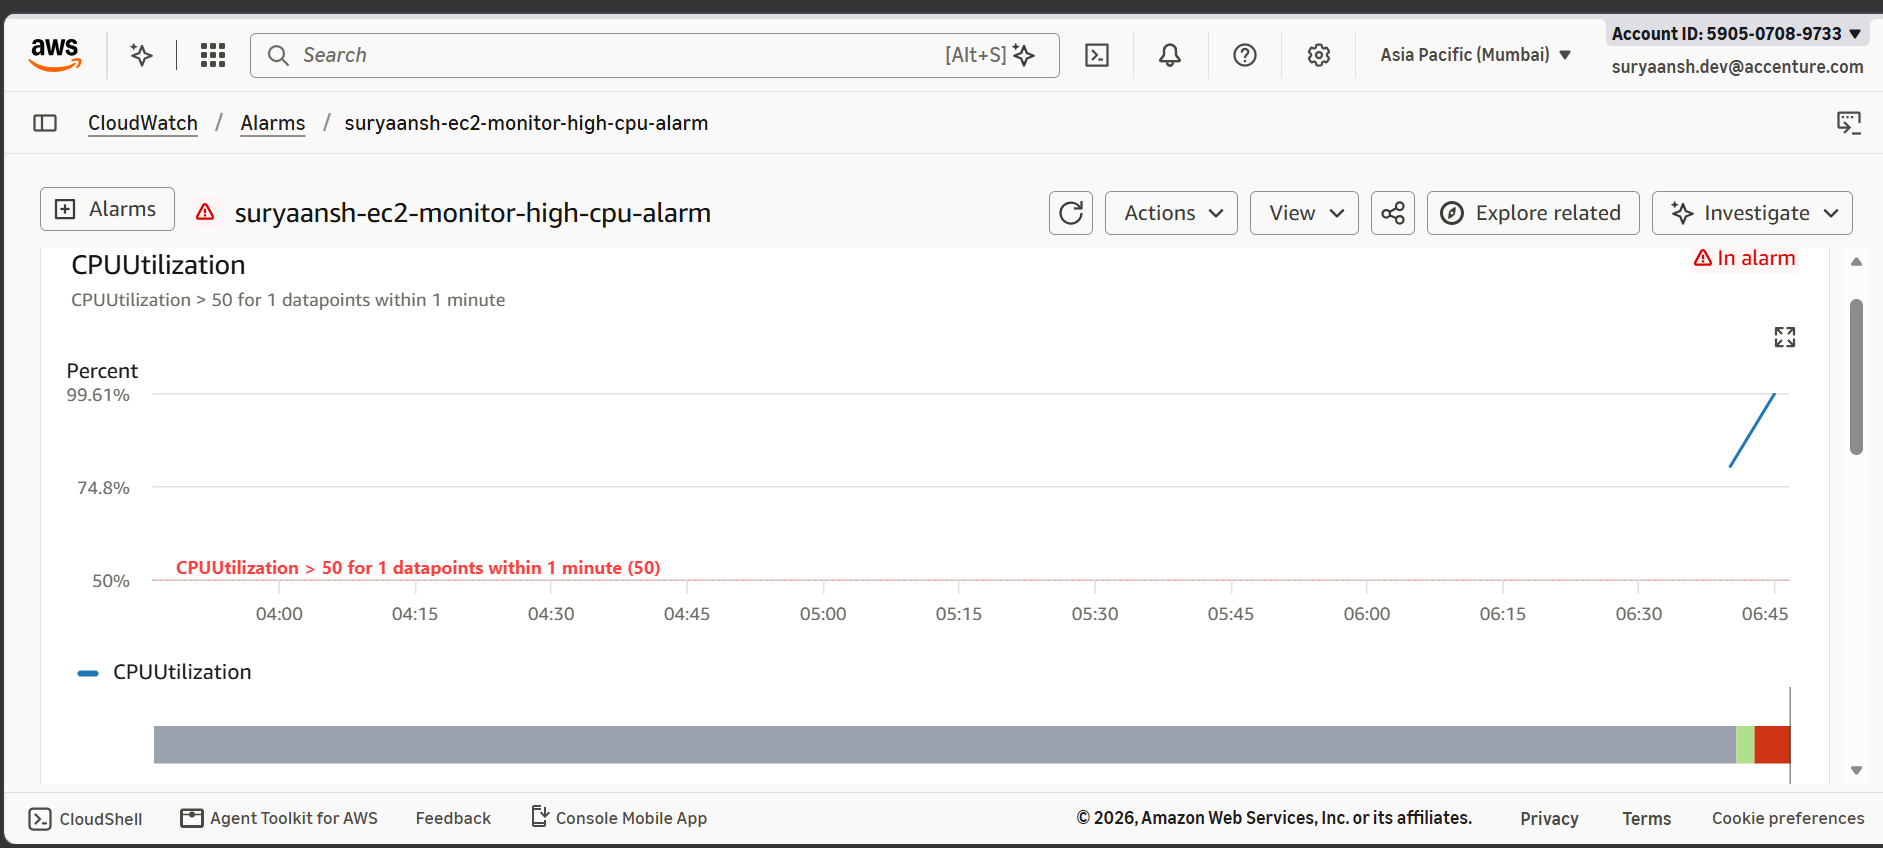 aws
Search [Alt+S]
Asia Pacific (Mumbai)
Account ID: 5905-0708-9733
suryaansh.dev@accenture.com
CloudWatch / Alarms / suryaansh-ec2-monitor-high-cpu-alarm
Alarms
suryaansh-ec2-monitor-high-cpu-alarm
Actions
View
Explore related
Investigate
CPUUtilization
In alarm
CPUUtilization > 50 for 1 datapoints within 1 minute
Percent
99.61%
74.8%
CPUUtilization > 50 for 1 datapoints within 1 minute (50)
50%
04:00 04:15 04:30 04:45 05:00 05:15 05:30 05:45 06:00 06:15 06:30 06:45
CPUUtilization
CloudShell Agent Toolkit for AWS Feedback Console Mobile App © 2026, Amazon Web Services, Inc. or its affiliates. Privacy Terms Cookie preferences